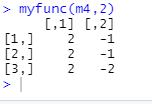 > myfunc(m4,2)
     [,1] [,2]
[1,]    2   -1
[2,]    2   -1
[3,]    2   -2
>